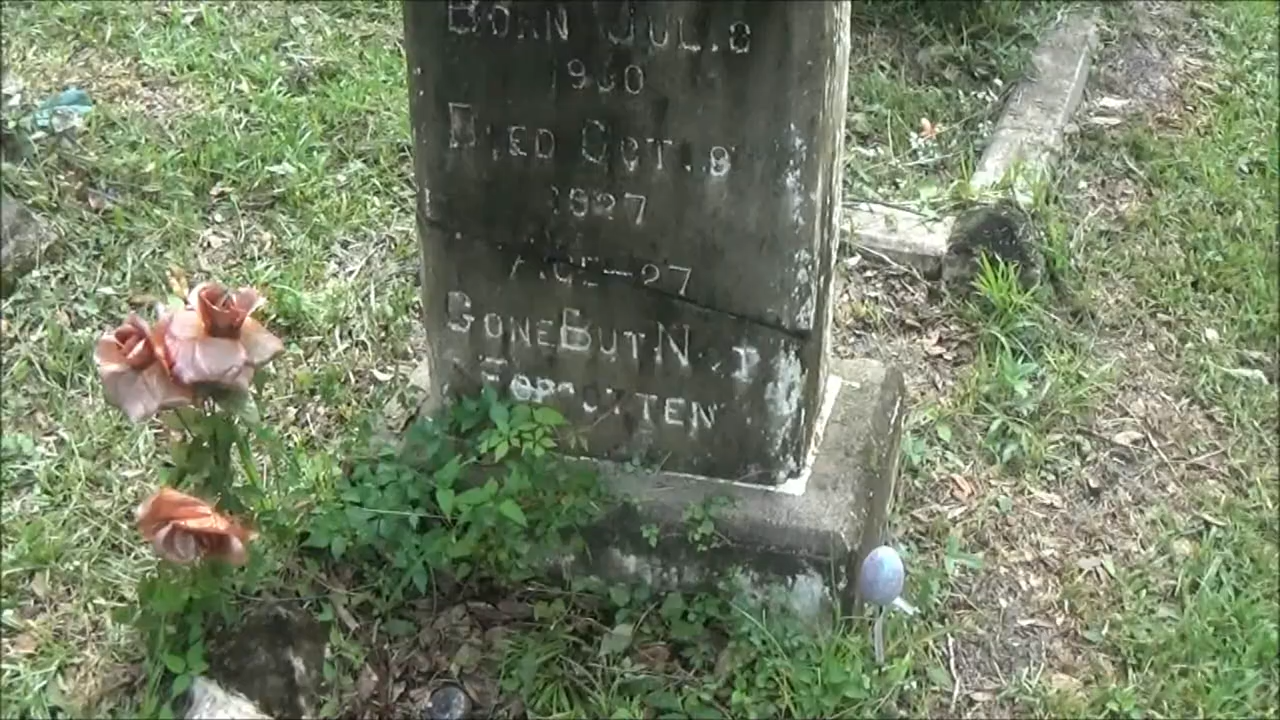 BORN JUL.8
1900
DIED OCT.8
1927
AGE-27
GONE BUT NOT
FORGOTTEN